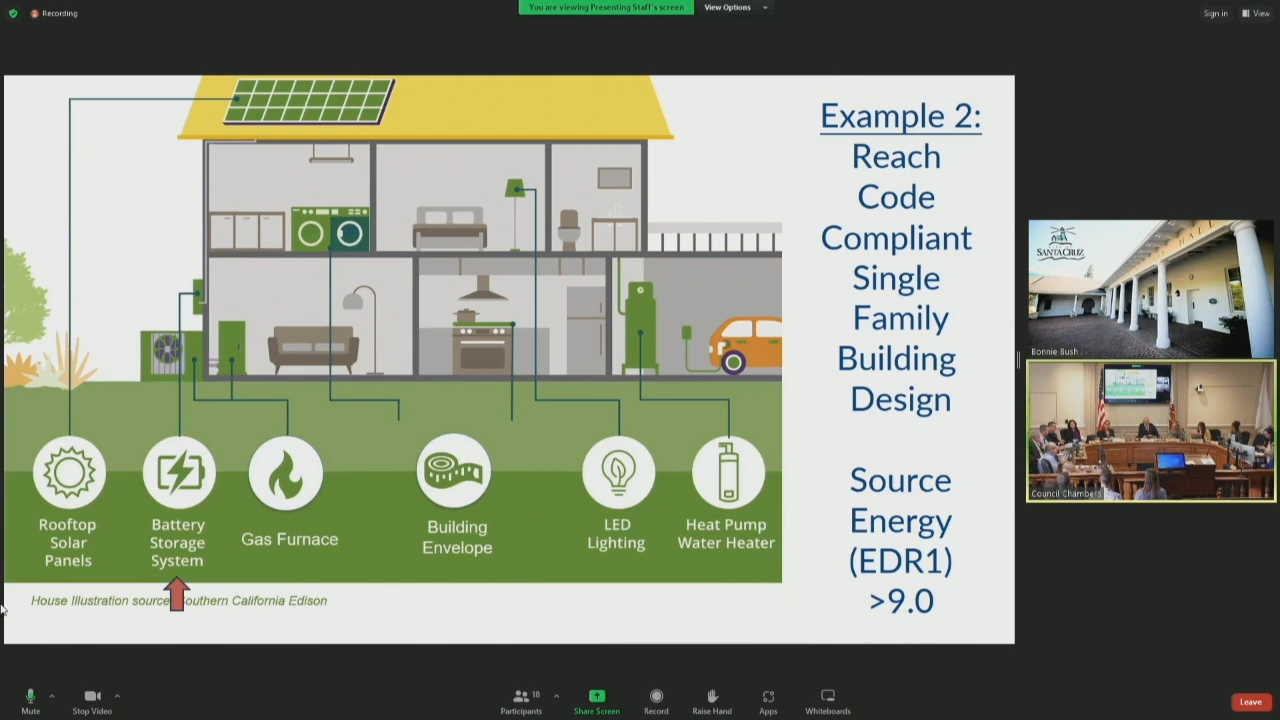 Recording
You are viewing Presenting Staff's screen
View Options
Sign in
View
Example 2:
Reach
Code
Compliant
Single
Family
Building
Design
Source
Energy
(EDR1)
>9.0
Rooftop
Solar
Panels
Battery
Storage
System
Gas Furnace
Building
Envelope
LED
Lighting
Heat Pump
Water Heater
House Illustration source: Southern California Edison
SANTA CRUZ
Bonnie Bush
Council Chambers
Mute
Stop Video
Participants
18
Share Screen
Record
Raise Hand
Apps
Whiteboards
Leave